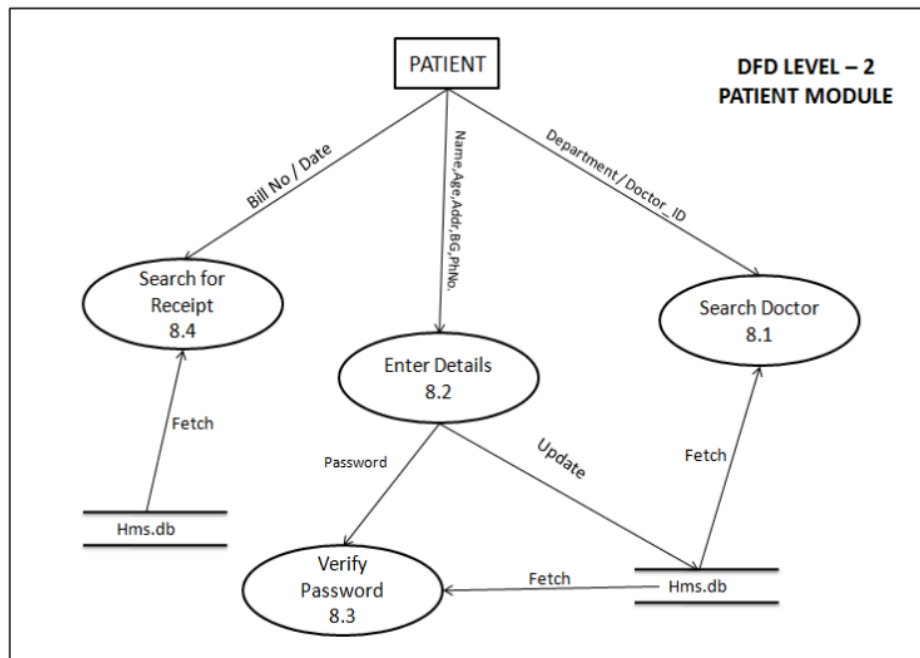 PATIENT
DFD LEVEL – 2
PATIENT MODULE
Bill No / Date
Name,Age,Addr,BG,PhNo.
Department / Doctor_ID
Search for
Receipt
8.4
Search Doctor
8.1
Enter Details
8.2
Fetch
Password
Update
Fetch
Hms.db
Verify
Password
8.3
Fetch
Hms.db